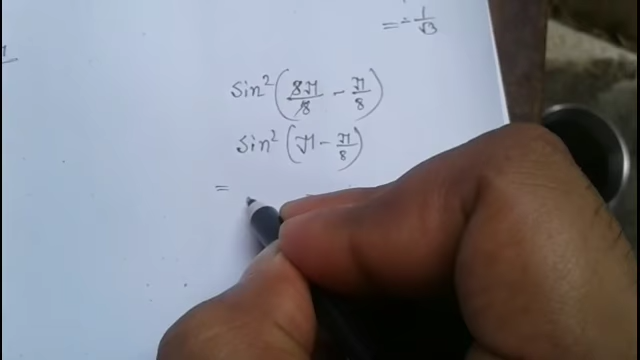 = - 1/√3
sin² (8π/8 - π/8)
sin² (π - π/8)
=